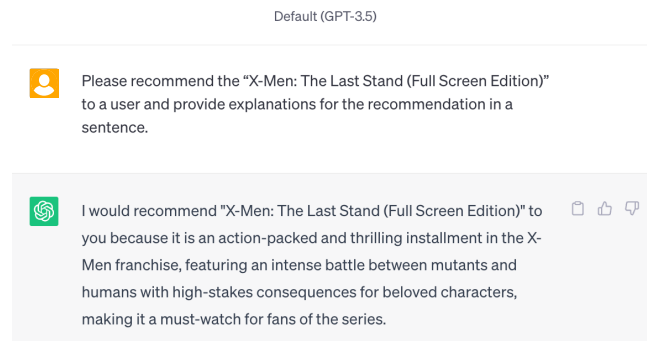 Default (GPT-3.5)
Please recommend the “X-Men: The Last Stand (Full Screen Edition)”
to a user and provide explanations for the recommendation in a
sentence.
I would recommend "X-Men: The Last Stand (Full Screen Edition)" to
you because it is an action-packed and thrilling installment in the X-
Men franchise, featuring an intense battle between mutants and
humans with high-stakes consequences for beloved characters,
making it a must-watch for fans of the series.